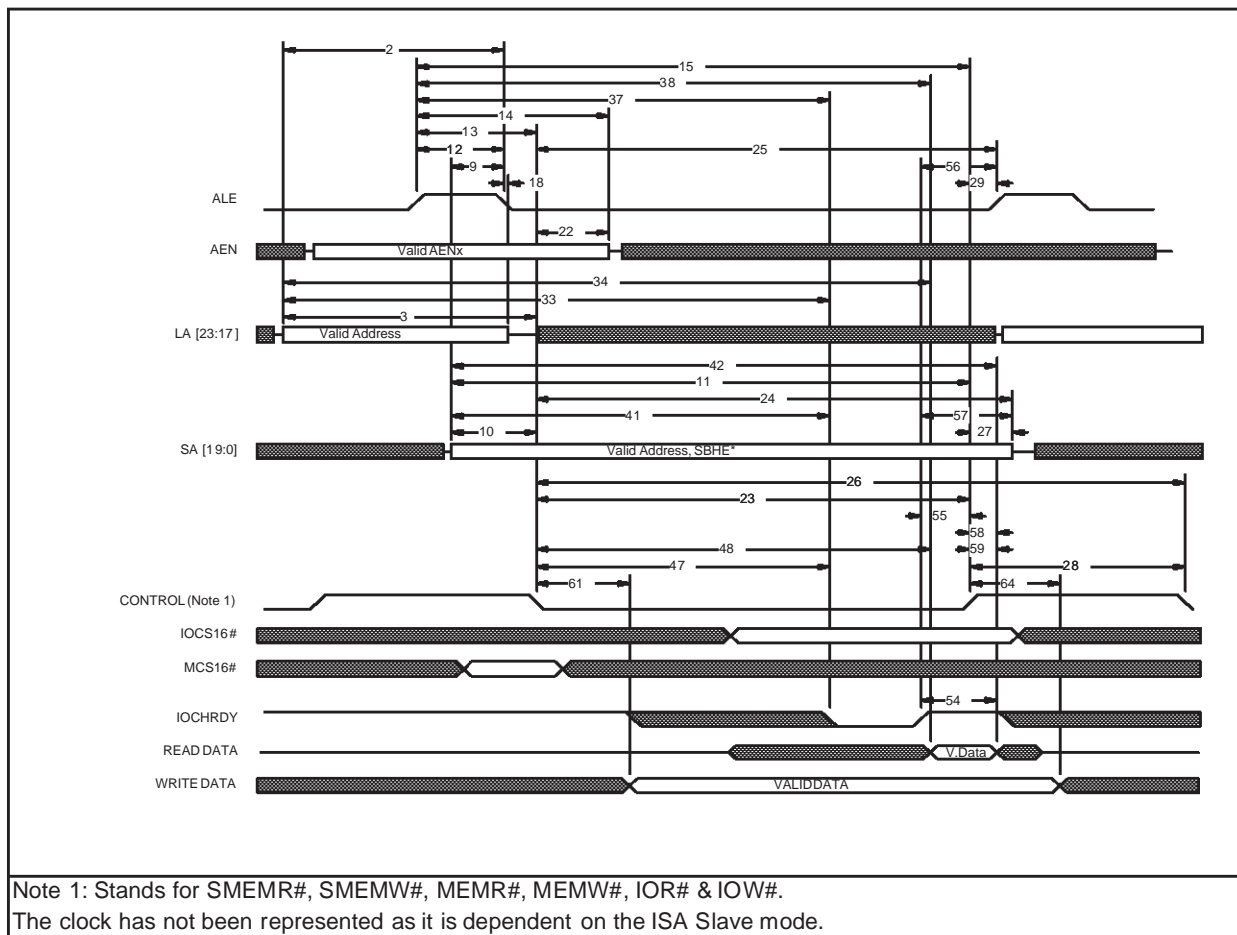 2
15
38
37
14
13
12
25
9
56
18
29
ALE
22
AEN
Valid AENx
34
33
3
LA [23:17]
Valid Address
42
11
24
41
57
10
27
SA [19:0]
Valid Address, SBHE*
26
23
55
58
48
59
47
28
61
64
CONTROL (Note 1)
IOCS16#
MCS16#
54
IOCHRDY
READ DATA
V.Data
WRITE DATA
VALIDDATA
Note 1: Stands for SMEMR#, SMEMW#, MEMR#, MEMW#, IOR# & IOW#.
The clock has not been represented as it is dependent on the ISA Slave mode.